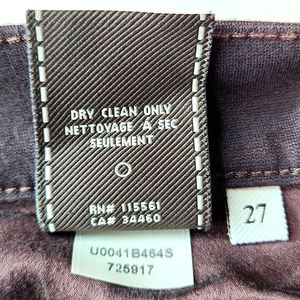 DRY CLEAN ONLY
NETTOYAGE A SEC
SEULEMENT
RN# 115561
CA# 34460
27
U0041B464S
725917